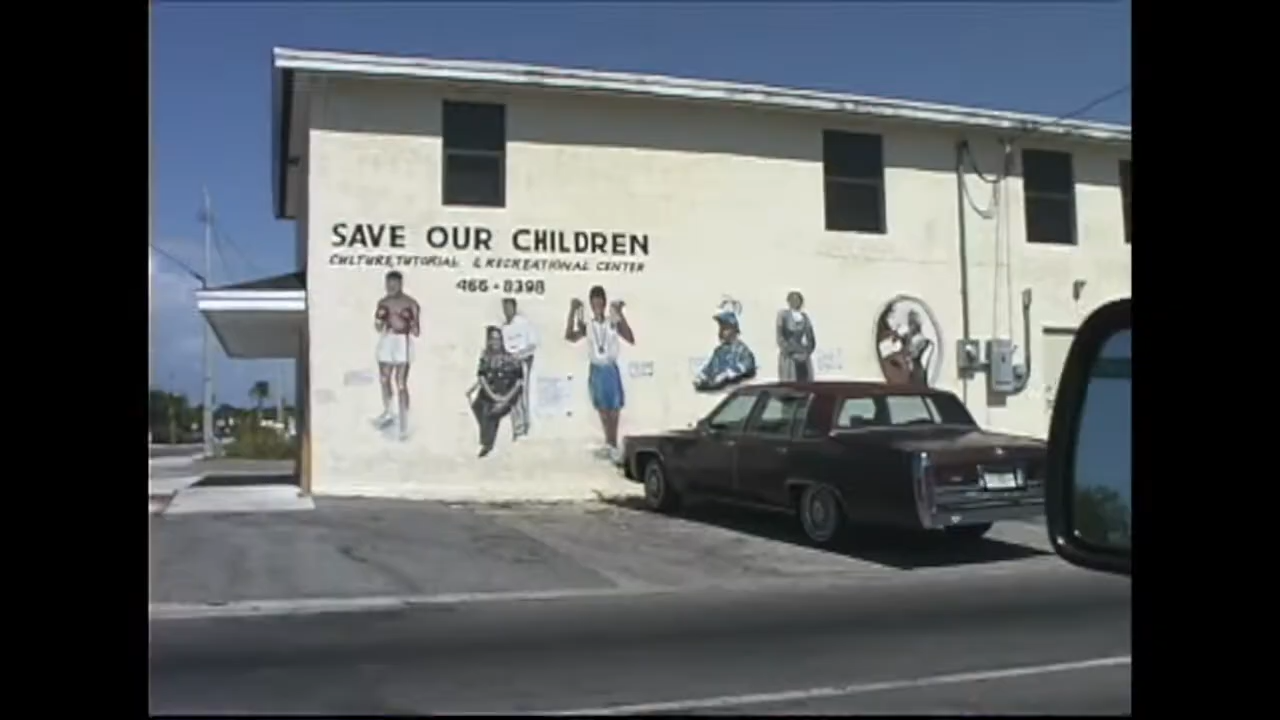 SAVE OUR CHILDREN
CULTURE, TUTORIAL & RECREATIONAL CENTER
466-8398